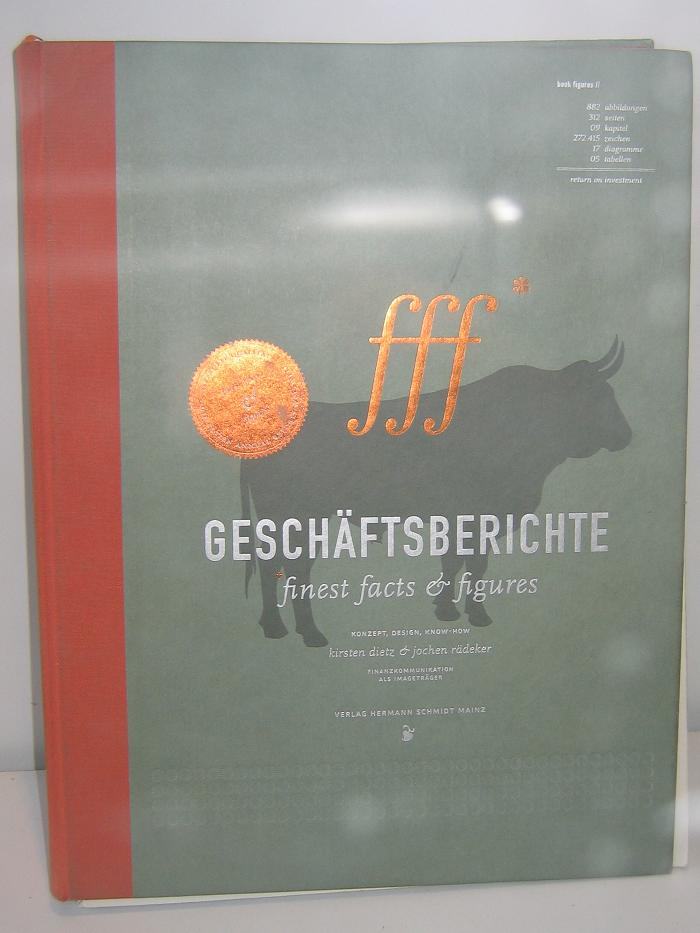 book figures //
882 abbildungen
312 seiten
09 kapitel
272.415 zeichen
17 diagramme
05 tabellen
return on investment
fff*
GESCHÄFTSBERICHTE
*finest facts & figures
KONZEPT, DESIGN, KNOW-HOW
kirsten dietz & jochen rädeker
FINANZKOMMUNIKATION
ALS IMAGETRÄGER
VERLAG HERMANN SCHMIDT MAINZ